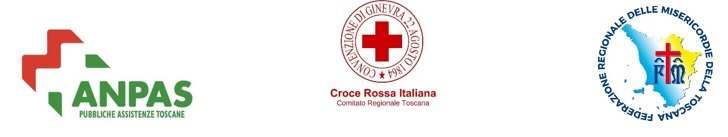 ANPAS
PUBBLICHE ASSISTENZE TOSCANE
CONVENZIONE DI GINEVRA 22 AGOSTO 1864
Croce Rossa Italiana
Comitato Regionale Toscana
FEDERAZIONE REGIONALE DELLE MISERICORDIE DELLA TOSCANA
F M